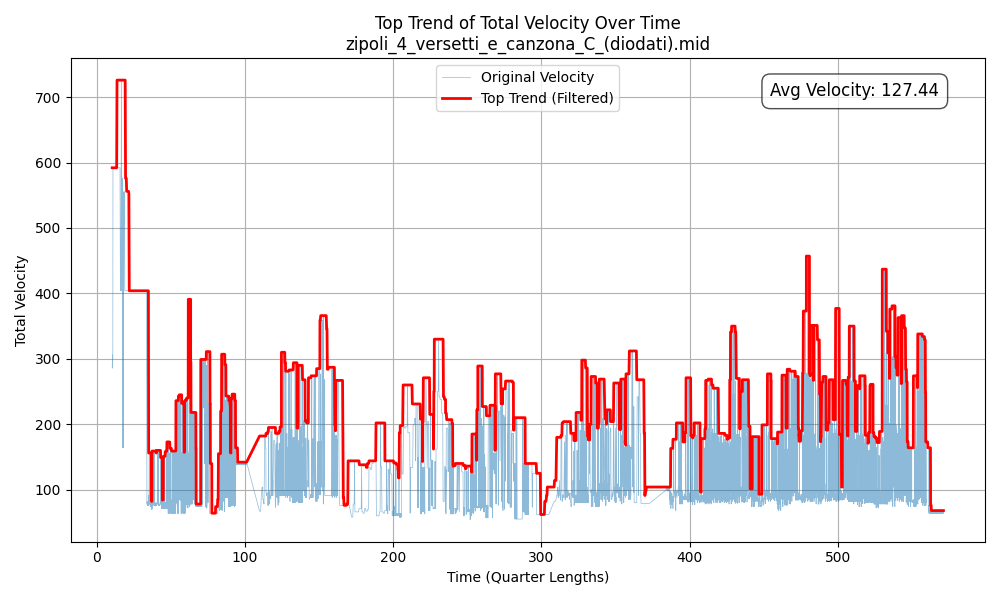 Top Trend of Total Velocity Over Time
zipoli_4_versetti_e_canzona_C_(diodati).mid
Original Velocity
Top Trend (Filtered)
Avg Velocity: 127.44
Total Velocity
700
600
500
400
300
200
100
0
100
200
300
400
500
Time (Quarter Lengths)